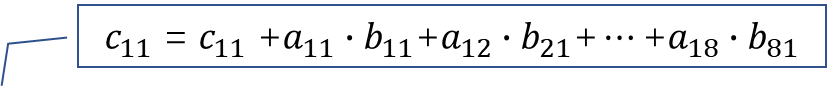 c₁₁ = c₁₁ +a₁₁ · b₁₁+a₁₂ · b₂₁+ ⋯ +a₁₈ · b₈₁